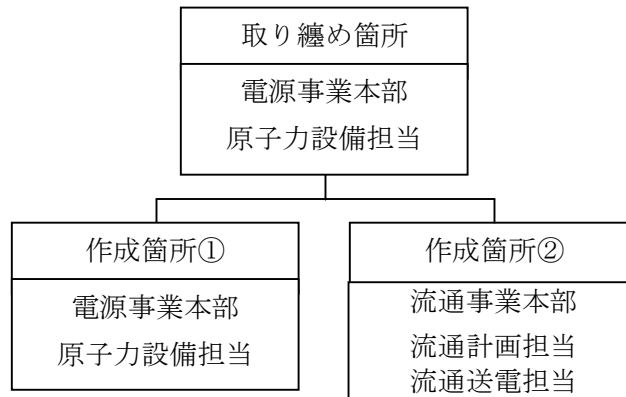 取り纏め箇所
電源事業本部
原子力設備担当
作成箇所①
電源事業本部
原子力設備担当
作成箇所②
流通事業本部
流通計画担当
流通送電担当